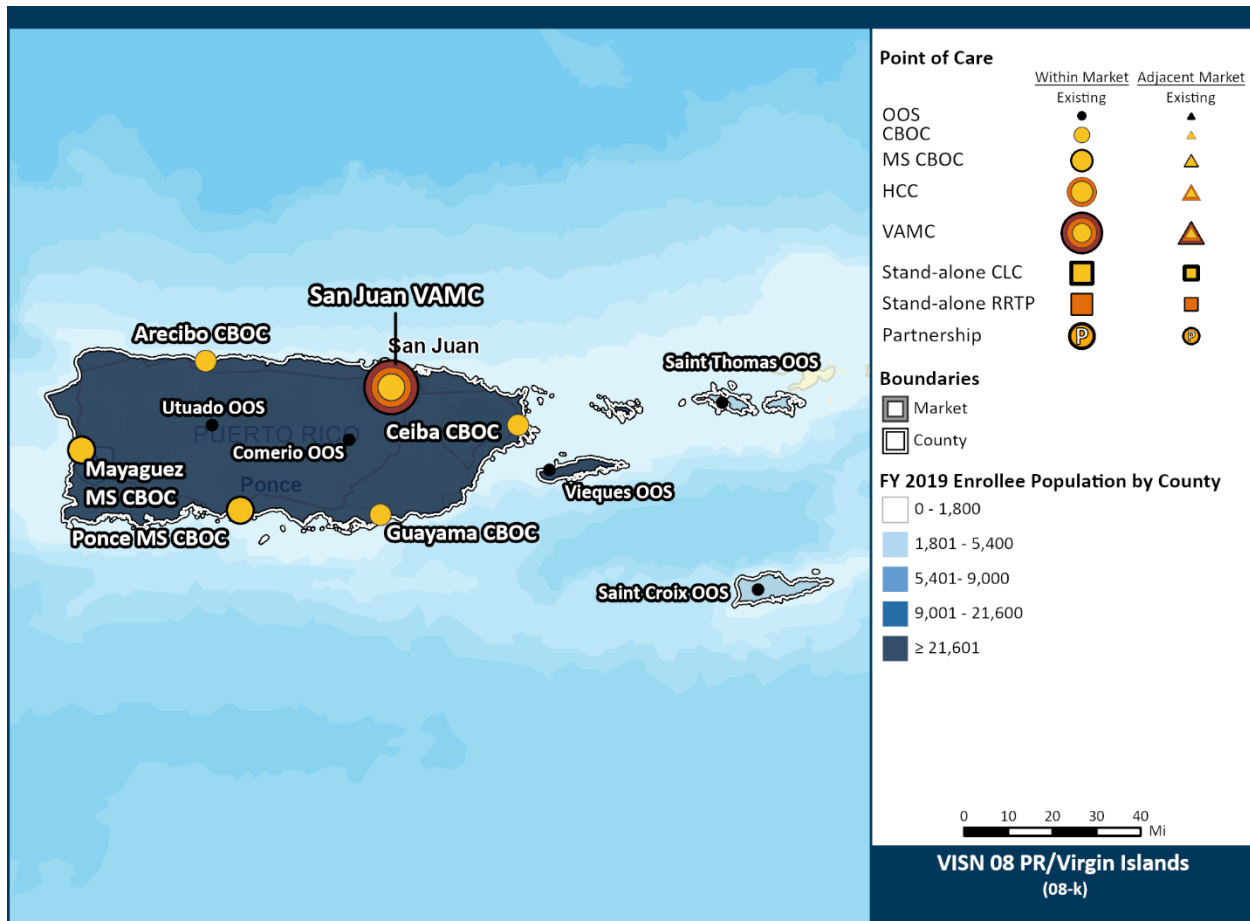 San Juan VAMC
Arecibo CBOC
San Juan
Saint Thomas OOS
Utuado OOS
PUERTO RICO
Ceiba CBOC
Comerio OOS
Mayaguez
MS CBOC
Ponce
Vieques OOS
Ponce MS CBOC
Guayama CBOC
Saint Croix OOS
Point of Care
Within Market Adjacent Market
Existing Existing
OOS
CBOC
MS CBOC
HCC
VAMC
Stand-alone CLC
Stand-alone RRTP
Partnership P P
Boundaries
Market
County
FY 2019 Enrollee Population by County
0 - 1,800
1,801 - 5,400
5,401- 9,000
9,001 - 21,600
≥ 21,601
0 10 20 30 40
Mi
VISN 08 PR/Virgin Islands
(08-k)